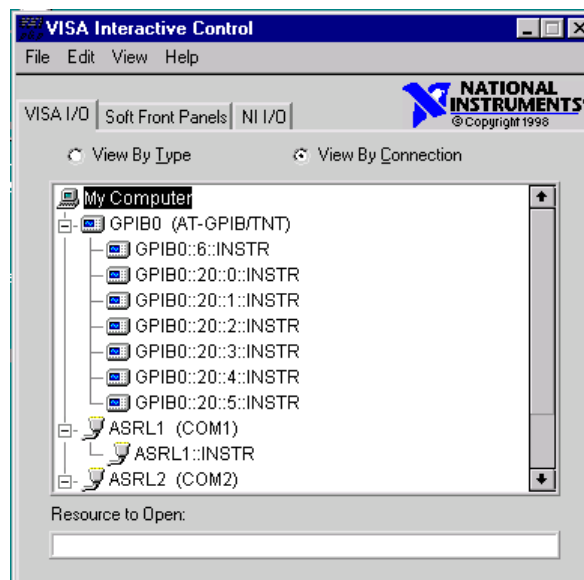 VISA Interactive Control
File Edit View Help
NATIONAL
INSTRUMENTS®
© Copyright 1998
VISA I/O Soft Front Panels NI I/O
View By Type View By Connection
My Computer
GPIB0 (AT-GPIB/TNT)
GPIB0::6::INSTR
GPIB0::20::0::INSTR
GPIB0::20::1::INSTR
GPIB0::20::2::INSTR
GPIB0::20::3::INSTR
GPIB0::20::4::INSTR
GPIB0::20::5::INSTR
ASRL1 (COM1)
ASRL1::INSTR
ASRL2 (COM2)
Resource to Open: